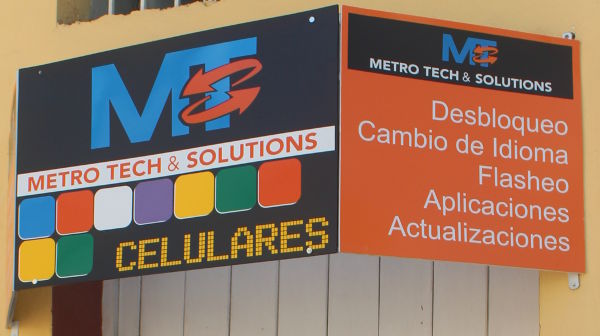 MT
METRO TECH & SOLUTIONS
CELULARES
MT
METRO TECH & SOLUTIONS
Desbloqueo
Cambio de Idioma
Flasheo
Aplicaciones
Actualizaciones